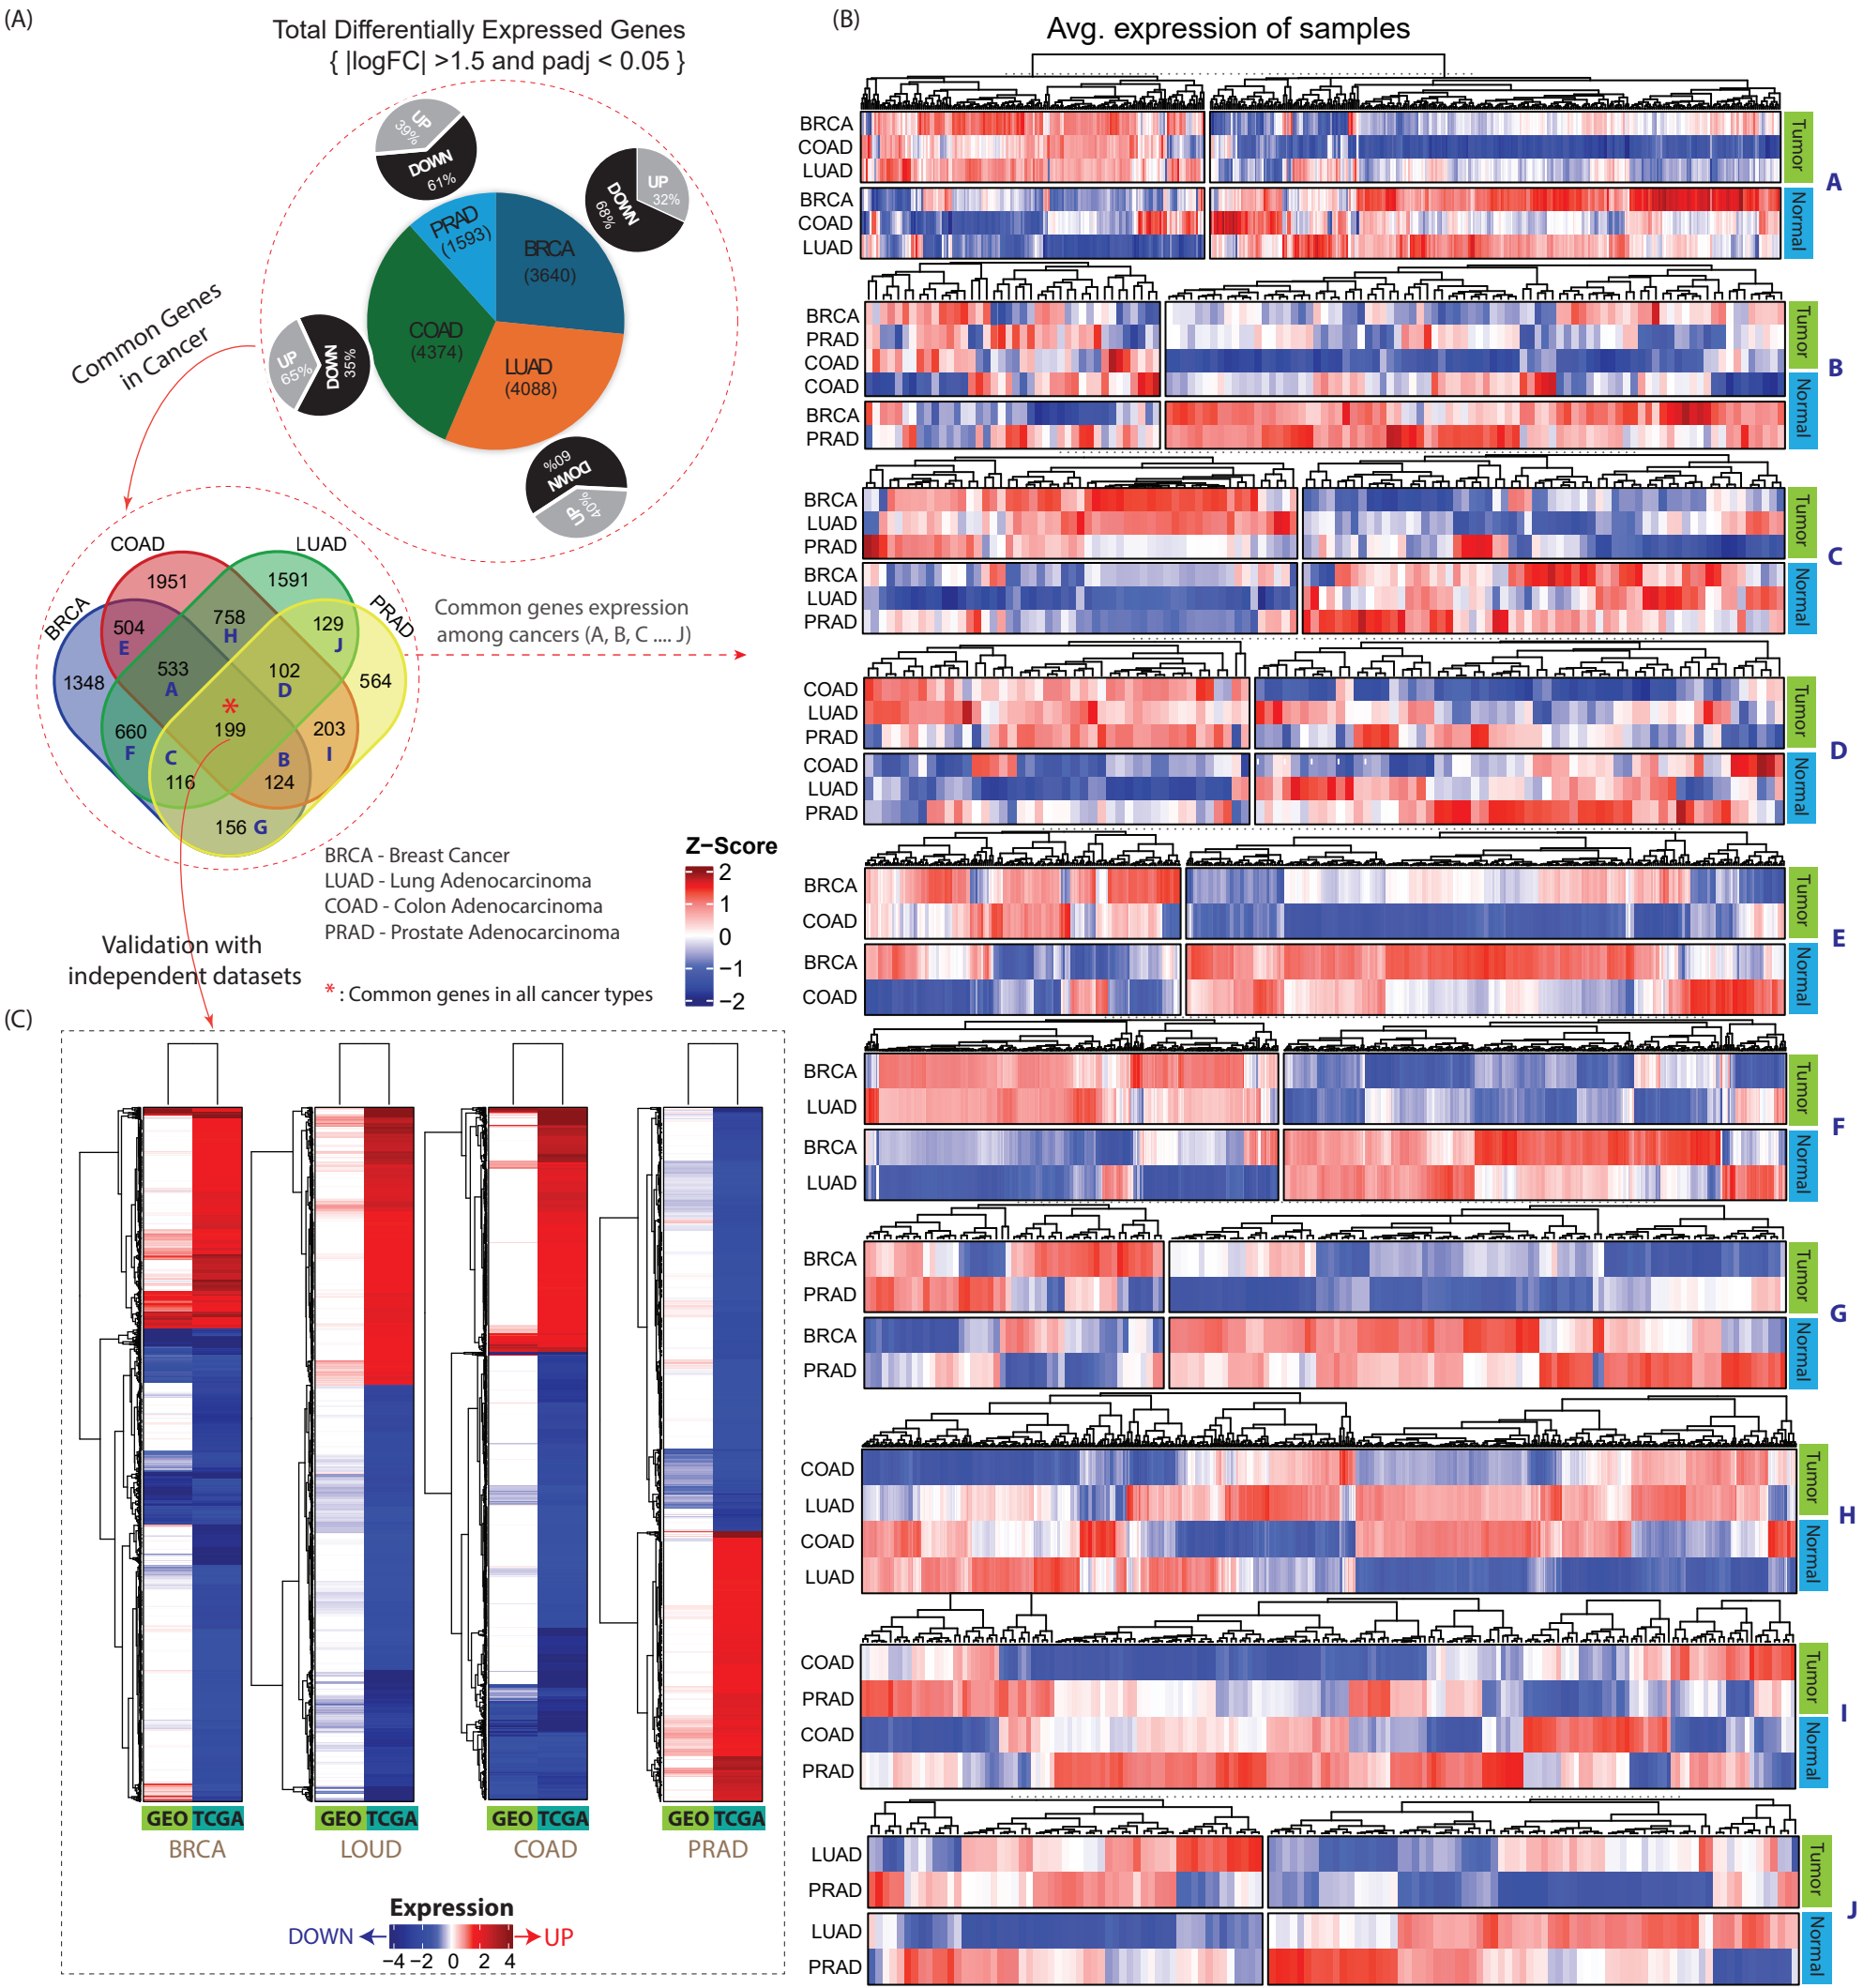 (A)
Total Differentially Expressed Genes
{ |logFC| >1.5 and padj < 0.05 }
UP
39%
DOWN
61%
UP
32%
DOWN
68%
PRAD
(1593)
BRCA
(3640)
COAD
(4374)
LUAD
(4088)
UP
65%
DOWN
35%
DOWN
60%
UP
40%
Common Genes
in Cancer
COAD
LUAD
BRCA
PRAD
1951
1591
504
E
758
H
129
J
1348
533
A
102
D
564
*
199
660
F
203
I
C
116
B
124
156 G
Common genes expression
among cancers (A, B, C .... J)
BRCA - Breast Cancer
LUAD - Lung Adenocarcinoma
COAD - Colon Adenocarcinoma
PRAD - Prostate Adenocarcinoma
* : Common genes in all cancer types
Z−Score
2
1
0
−1
−2
Validation with
independent datasets
(B)
Avg. expression of samples
BRCA
COAD
LUAD
Tumor
BRCA
COAD
LUAD
Normal
A
BRCA
PRAD
COAD
Tumor
COAD
BRCA
PRAD
Normal
B
BRCA
LUAD
PRAD
Tumor
BRCA
LUAD
PRAD
Normal
C
COAD
LUAD
PRAD
Tumor
COAD
LUAD
PRAD
Normal
D
BRCA
COAD
Tumor
BRCA
COAD
Normal
E
BRCA
LUAD
Tumor
BRCA
LUAD
Normal
F
BRCA
PRAD
Tumor
BRCA
PRAD
Normal
G
COAD
LUAD
Tumor
COAD
LUAD
Normal
H
COAD
PRAD
Tumor
COAD
PRAD
Normal
I
LUAD
PRAD
Tumor
LUAD
PRAD
Normal
J
(C)
GEO TCGA
BRCA
GEO TCGA
LOUD
GEO TCGA
COAD
GEO TCGA
PRAD
Expression
DOWN
UP
−4 −2 0 2 4